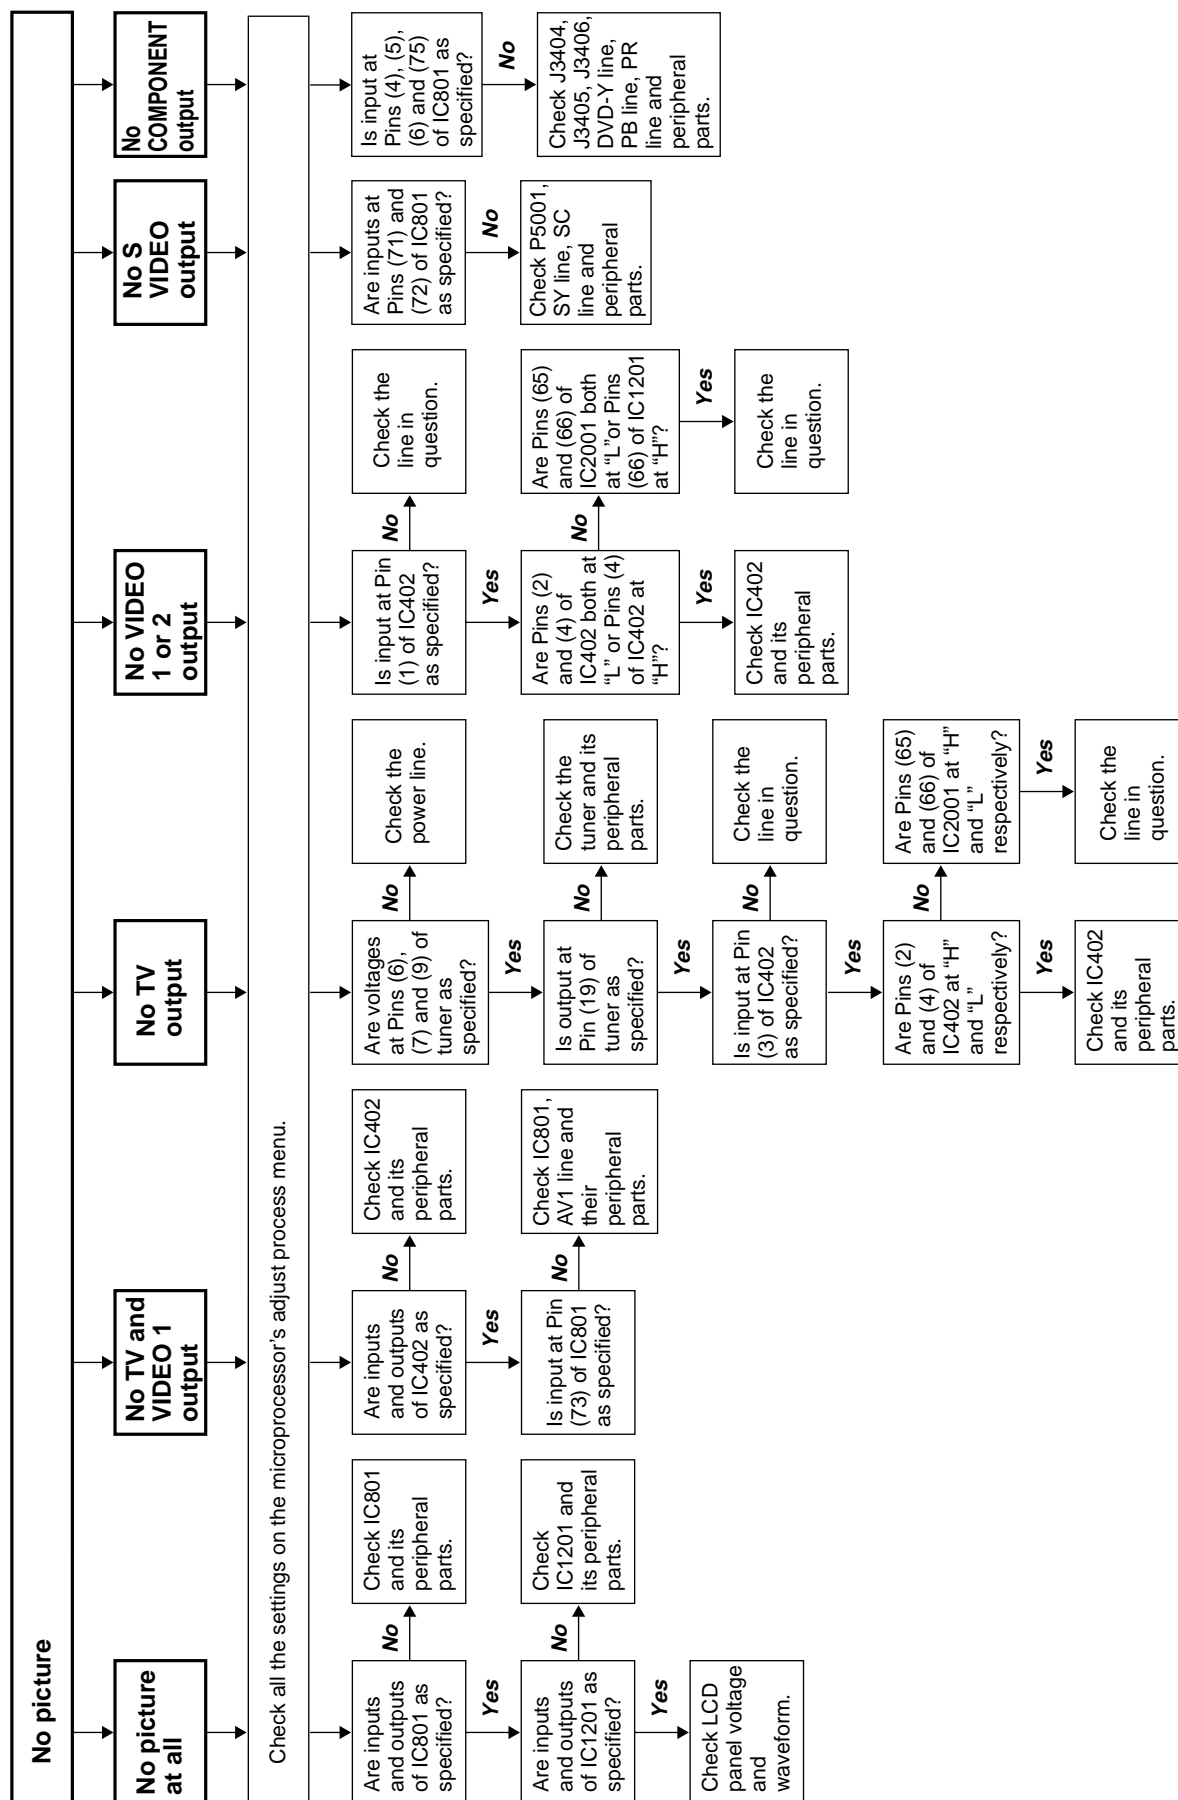 No picture
No picture
at all
No TV and
VIDEO 1
output
No TV
output
No VIDEO
1 or 2
output
No S
VIDEO
output
No
COMPONENT
output
Check all the settings on the microprocessor's adjust process menu.
Are inputs
and outputs
of IC801 as
specified?
No
Check IC801
and its
peripheral
parts.
Yes
Are inputs
and outputs
of IC1201 as
specified?
No
Check
IC1201 and
its peripheral
parts.
Yes
Check LCD
panel voltage
and
waveform.
Are inputs
and outputs
of IC402 as
specified?
No
Check IC402
and its
peripheral
parts.
Yes
Is input at Pin
(73) of IC801
as specified?
No
Check IC801,
AV1 line and
their
peripheral
parts.
Are voltages
at Pins (6),
(7) and (9) of
tuner as
specified?
No
Check the
power line.
Yes
Is output at
Pin (19) of
tuner as
specified?
No
Check the
tuner and its
peripheral
parts.
Yes
Is input at Pin
(3) of IC402
as specified?
No
Check the
line in
question.
Yes
Are Pins (2)
and (4) of
IC402 at “H”
and “L”
respectively?
No
Are Pins (65)
and (66) of
IC2001 at “H”
and “L”
respectively?
Yes
Check IC402
and its
peripheral
parts.
Yes
Check the
line in
question.
Is input at Pin
(1) of IC402
as specified?
No
Check the
line in
question.
Yes
Are Pins (2)
and (4) of
IC402 both at
“L” or Pins (4)
of IC402 at
“H”?
No
Are Pins (65)
and (66) of
IC2001 both
at “L”or Pins
(66) of IC1201
at “H”?
Yes
Check IC402
and its
peripheral
parts.
Yes
Check the
line in
question.
Are inputs at
Pins (71) and
(72) of IC801
as specified?
No
Check P5001,
SY line, SC
line and
peripheral
parts.
Is input at
Pins (4), (5),
(6) and (75)
of IC801 as
specified?
No
Check J3404,
J3405, J3406,
DVD-Y line,
PB line, PR
line and
peripheral
parts.